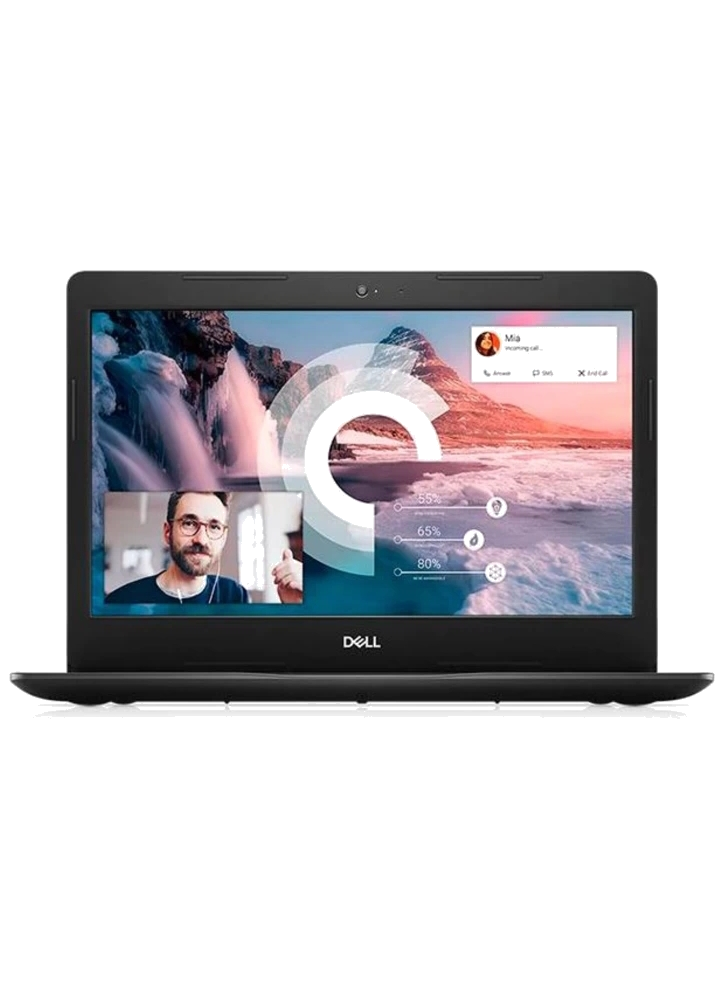 Mia
Incoming call...
Answer
SMS
End Call
55%
65%
80%
DELL